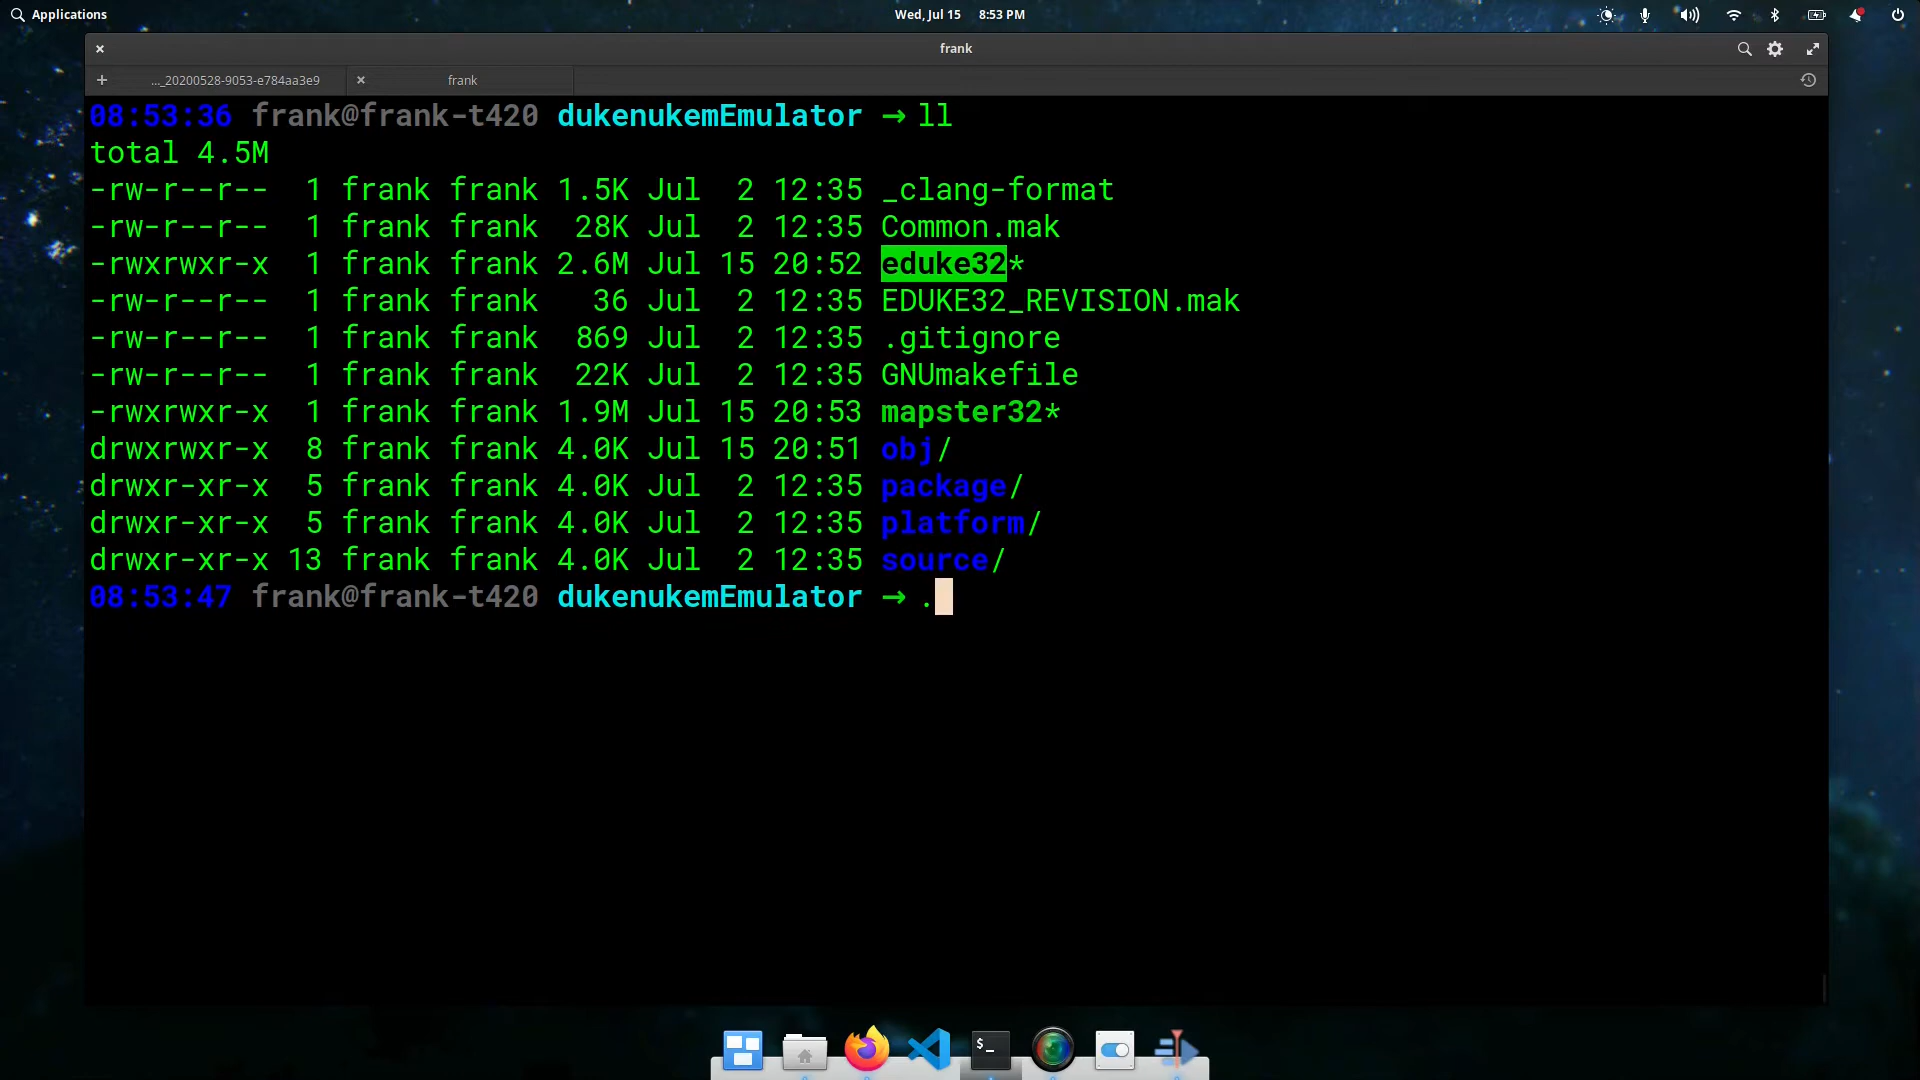 Applications
Wed, Jul 15 8:53 PM
frank
..._20200528-9053-e784aa3e9
frank
08:53:36 frank@frank-t420 dukenukemEmulator → ll
total 4.5M
-rw-r--r-- 1 frank frank 1.5K Jul 2 12:35 _clang-format
-rw-r--r-- 1 frank frank 28K Jul 2 12:35 Common.mak
-rwxrwxr-x 1 frank frank 2.6M Jul 15 20:52 eduke32*
-rw-r--r-- 1 frank frank 36 Jul 2 12:35 EDUKE32_REVISION.mak
-rw-r--r-- 1 frank frank 869 Jul 2 12:35 .gitignore
-rw-r--r-- 1 frank frank 22K Jul 2 12:35 GNUmakefile
-rwxrwxr-x 1 frank frank 1.9M Jul 15 20:53 mapster32*
drwxrwxr-x 8 frank frank 4.0K Jul 15 20:51 obj/
drwxr-xr-x 5 frank frank 4.0K Jul 2 12:35 package/
drwxr-xr-x 5 frank frank 4.0K Jul 2 12:35 platform/
drwxr-xr-x 13 frank frank 4.0K Jul 2 12:35 source/
08:53:47 frank@frank-t420 dukenukemEmulator → .
$_